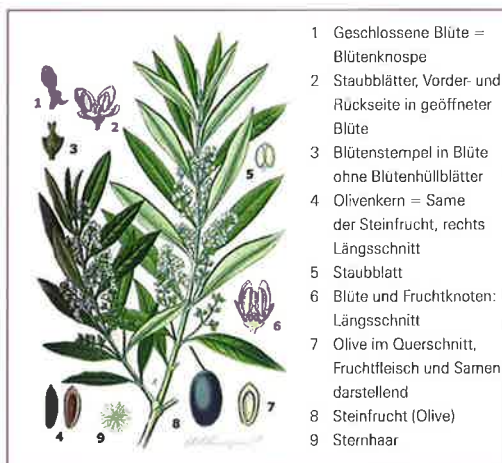 1 Geschlossene Blüte =
Blütenknospe
2 Staubblätter, Vorder- und
Rückseite in geöffneter
Blüte
3 Blütenstempel in Blüte
ohne Blütenhüllblätter
4 Olivenkern = Same
der Steinfrucht, rechts
Längsschnitt
5 Staubblatt
6 Blüte und Fruchtknoten:
Längsschnitt
7 Olive im Querschnitt,
Fruchtfleisch und Samen
darstellend
8 Steinfrucht (Olive)
9 Sternhaar
1
2
3
5
6
4
9
8
7